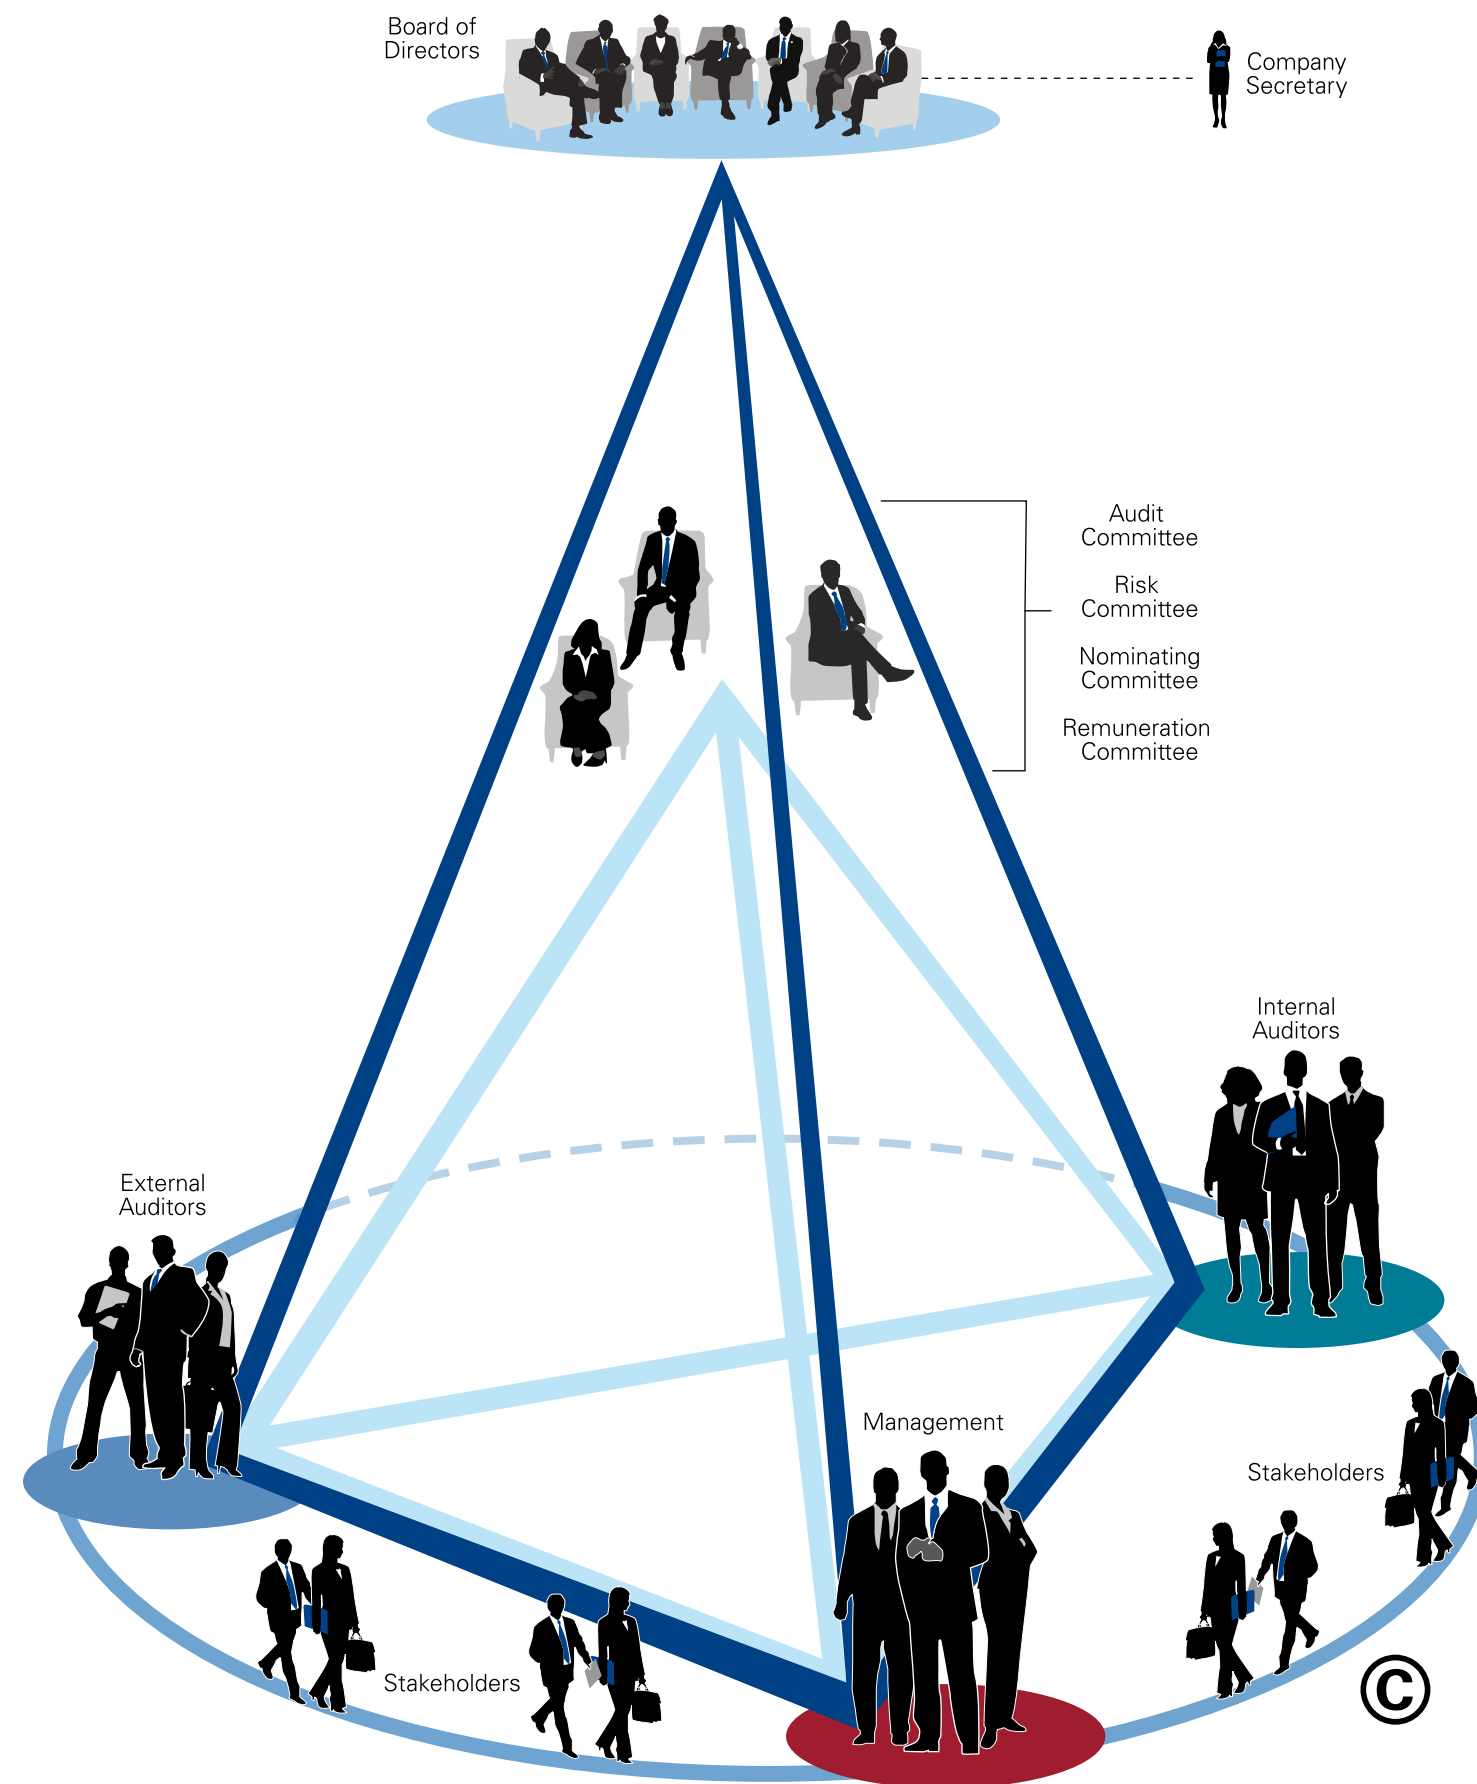 Board of
Directors
Company
Secretary
Audit
Committee
Risk
Committee
Nominating
Committee
Remuneration
Committee
Internal
Auditors
External
Auditors
Management
Stakeholders
Stakeholders
©